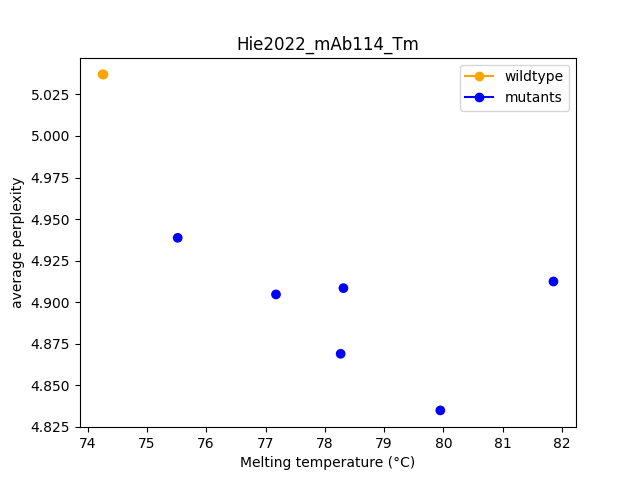 Hie2022_mAb114_Tm
wildtype
mutants
average perplexity
5.025
5.000
4.975
4.950
4.925
4.900
4.875
4.850
4.825
74 75 76 77 78 79 80 81 82
Melting temperature (°C)